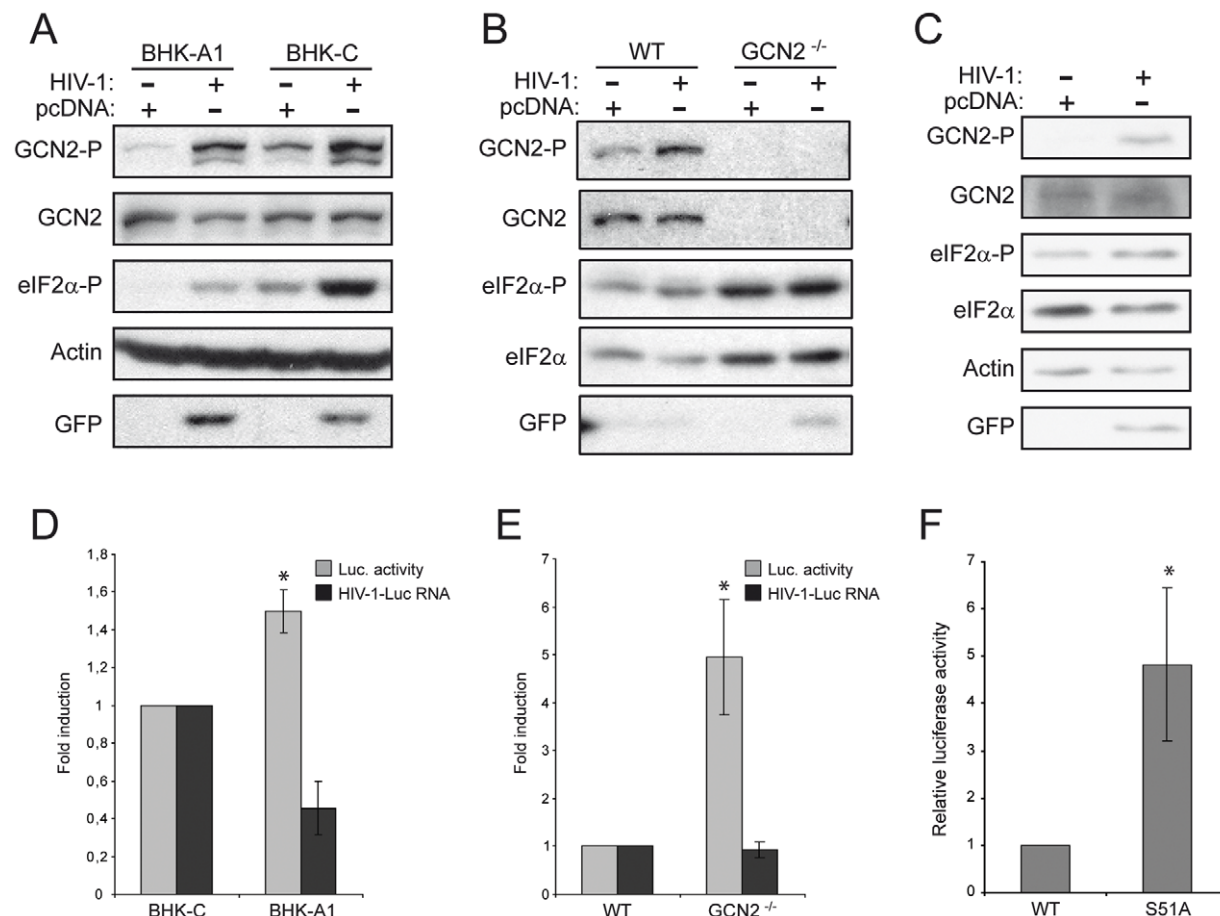 A
BHK-A1 BHK-C
HIV-1: - + - +
pcDNA: + - + -
GCN2-P
GCN2
eIF2α-P
Actin
GFP
B
WT GCN2 -/-
HIV-1: - + - +
pcDNA: + - + -
GCN2-P
GCN2
eIF2α-P
eIF2α
GFP
C
HIV-1: - +
pcDNA: + -
GCN2-P
GCN2
eIF2α-P
eIF2α
Actin
GFP
D
Fold induction
1,8
1,6
1,4
1,2
1
0,8
0,6
0,4
0,2
0
*
Luc. activity
HIV-1-Luc RNA
BHK-C BHK-A1
E
Fold induction
7
6
5
4
3
2
1
0
*
Luc. activity
HIV-1-Luc RNA
WT GCN2 -/-
F
Relative luciferase activity
7
6
5
4
3
2
1
0
*
WT S51A